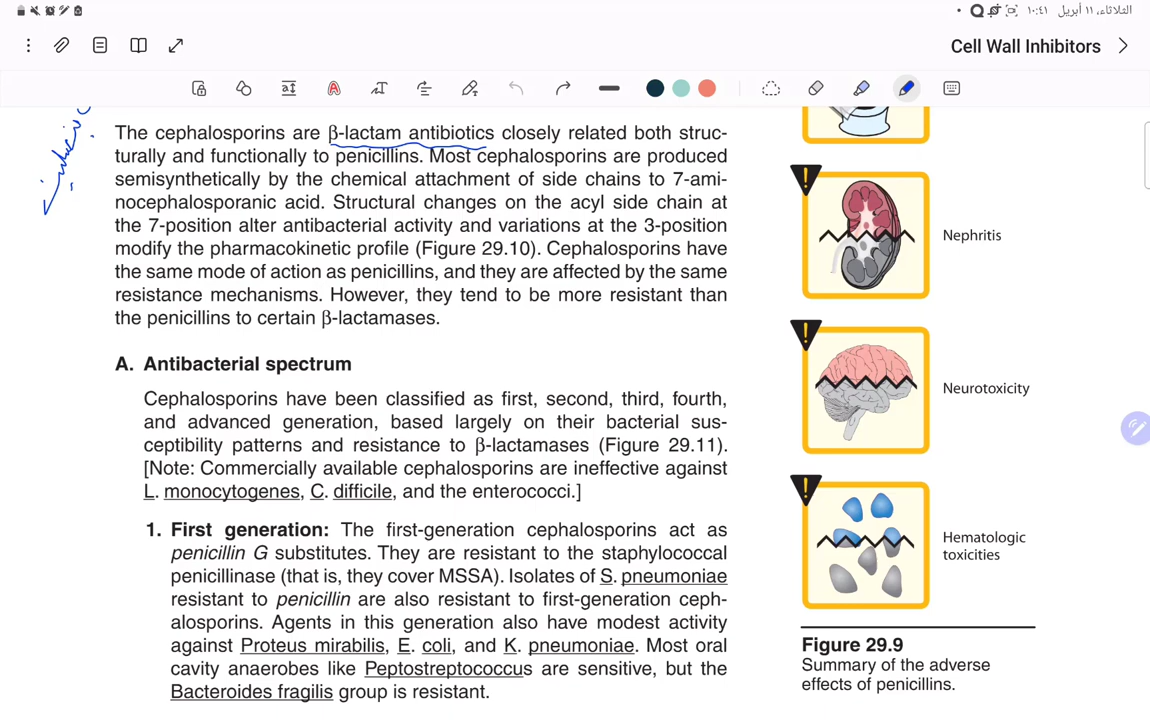 الثلاثاء، ١١ أبريل ١٠:٤١
Cell Wall Inhibitors
The cephalosporins are β-lactam antibiotics closely related both struc-
turally and functionally to penicillins. Most cephalosporins are produced
semisynthetically by the chemical attachment of side chains to 7-ami-
nocephalosporanic acid. Structural changes on the acyl side chain at
the 7-position alter antibacterial activity and variations at the 3-position
modify the pharmacokinetic profile (Figure 29.10). Cephalosporins have
the same mode of action as penicillins, and they are affected by the same
resistance mechanisms. However, they tend to be more resistant than
the penicillins to certain β-lactamases.
A. Antibacterial spectrum
Cephalosporins have been classified as first, second, third, fourth,
and advanced generation, based largely on their bacterial sus-
ceptibility patterns and resistance to β-lactamases (Figure 29.11).
[Note: Commercially available cephalosporins are ineffective against
L. monocytogenes, C. difficile, and the enterococci.]
1. First generation: The first-generation cephalosporins act as
penicillin G substitutes. They are resistant to the staphylococcal
penicillinase (that is, they cover MSSA). Isolates of S. pneumoniae
resistant to penicillin are also resistant to first-generation ceph-
alosporins. Agents in this generation also have modest activity
against Proteus mirabilis, E. coli, and K. pneumoniae. Most oral
cavity anaerobes like Peptostreptococcus are sensitive, but the
Bacteroides fragilis group is resistant.
Nephritis
Neurotoxicity
Hematologic
toxicities
Figure 29.9
Summary of the adverse
effects of penicillins.